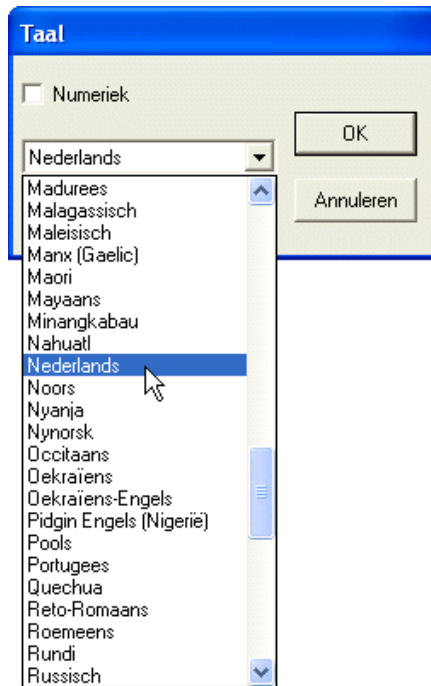 Taal
Numeriek
OK
Nederlands
Annuleren
Madurees
Malagassisch
Maleisisch
Manx (Gaelic)
Maori
Mayaans
Minangkabau
Nahuatl
Nederlands
Noors
Nyanja
Nynorsk
Occitaans
Oekraïens
Oekraïens-Engels
Pidgin Engels (Nigerië)
Pools
Portugees
Quechua
Reto-Romaans
Roemeens
Rundi
Russisch